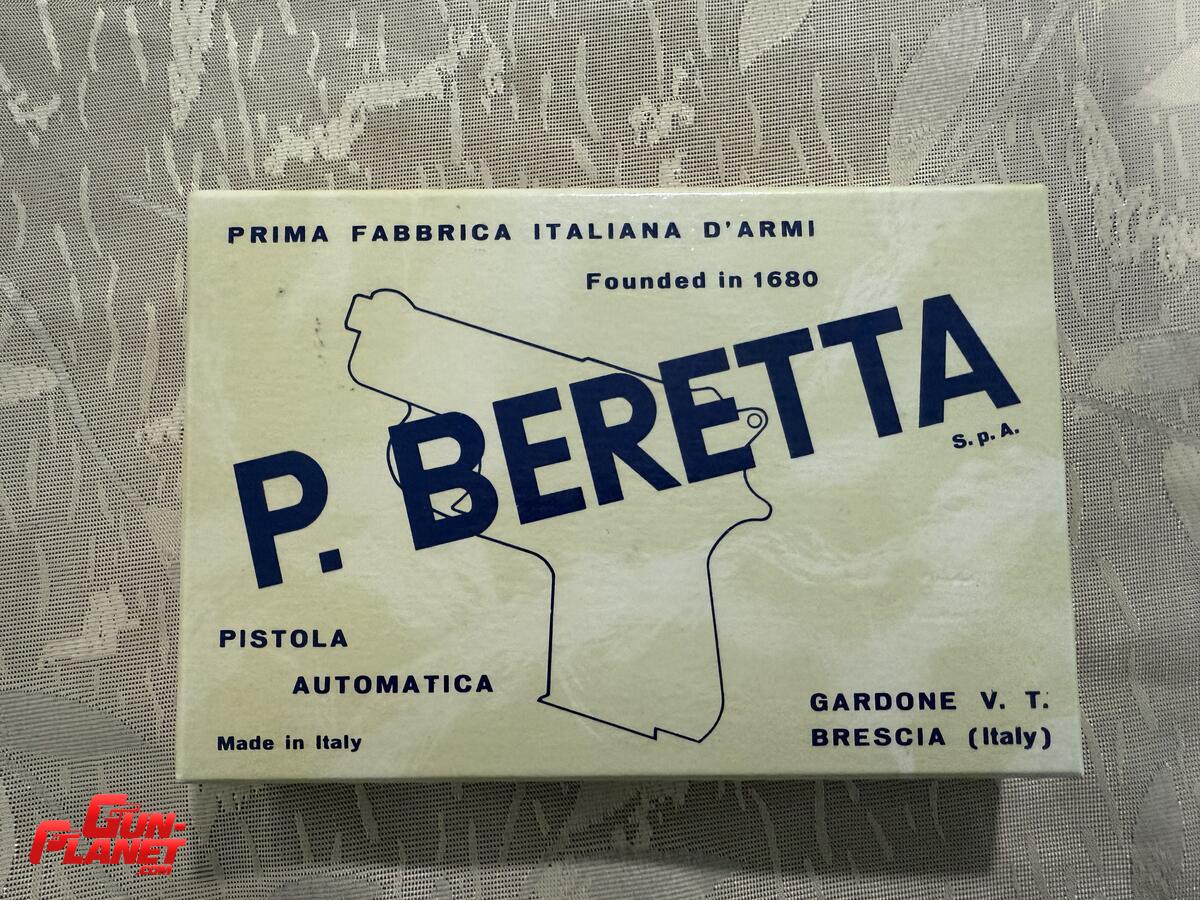 PRIMA FABBRICA ITALIANA D'ARMI
Founded in 1680
P. BERETTA
S.p.A.
PISTOLA
AUTOMATICA
Made in Italy
GARDONE V. T.
BRESCIA (Italy)
GUN-
PLANET
.COM